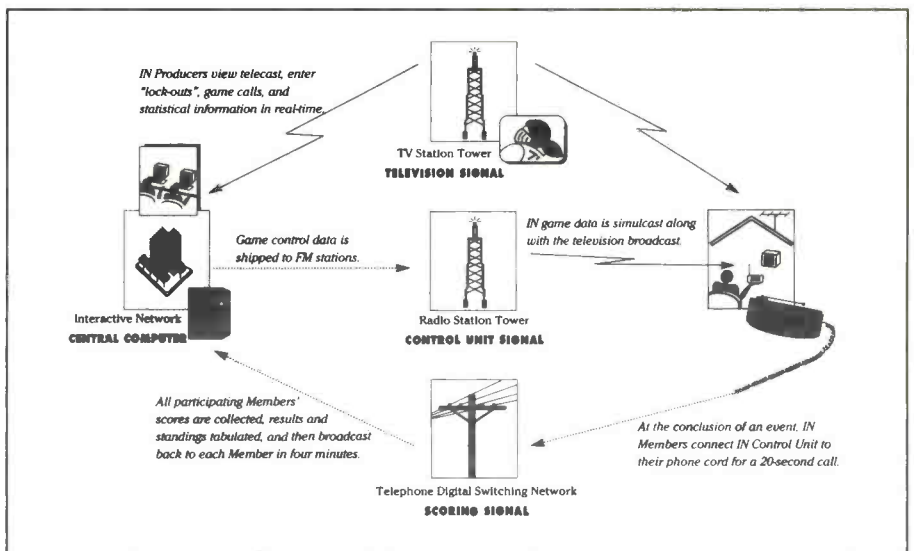 IN Producers view telecast, enter
"lock-outs", game calls, and
statistical information in real-time.
TV Station Tower
TELEVISION SIGNAL
Game control data is
shipped to FM stations.
IN game data is simulcast along
with the television broadcast.
Interactive Network
CENTRAL COMPUTER
Radio Station Tower
CONTROL UNIT SIGNAL
All participating Members'
scores are collected, results and
standings tabulated, and then broadcast
back to each Member in four minutes.
At the conclusion of an event, IN
Members connect IN Control Unit to
their phone cord for a 20-second call.
Telephone Digital Switching Network
SCORING SIGNAL